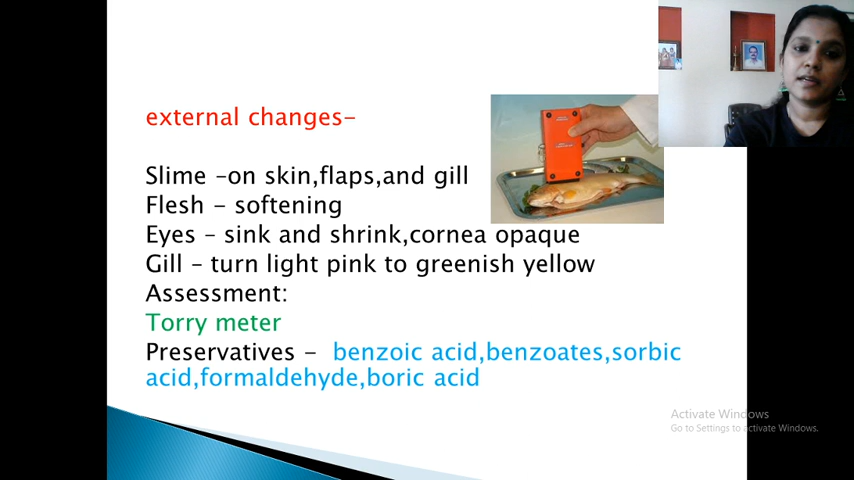 external changes-
Slime -on skin,flaps,and gill
Flesh - softening
Eyes - sink and shrink,cornea opaque
Gill - turn light pink to greenish yellow
Assessment:
Torry meter
Preservatives - benzoic acid,benzoates,sorbic
acid,formaldehyde,boric acid
Activate Windows
Go to Settings to activate Windows.